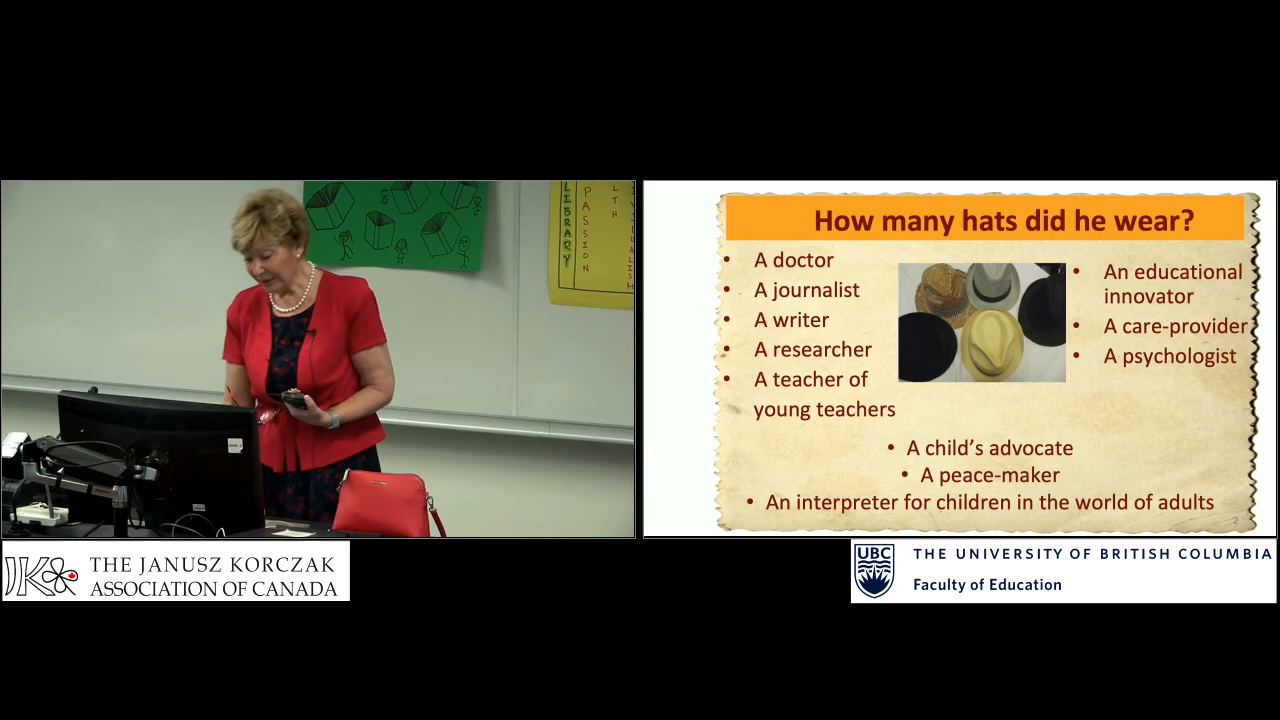 LIBRARY
PASSION
LTH
How many hats did he wear?
• A doctor
• A journalist
• A writer
• A researcher
• A teacher of
young teachers
• An educational
innovator
• A care-provider
• A psychologist
• A child's advocate
• A peace-maker
• An interpreter for children in the world of adults
2
THE JANUSZ KORCZAK
ASSOCIATION OF CANADA
UBC
THE UNIVERSITY OF BRITISH COLUMBIA
Faculty of Education